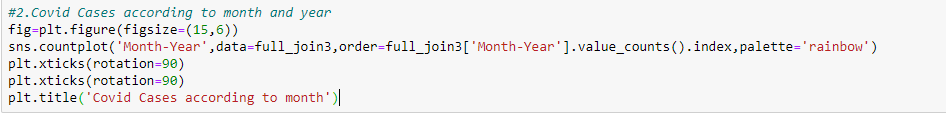 #2.Covid Cases according to month and year
fig=plt.figure(figsize=(15,6))
sns.countplot('Month-Year',data=full_join3,order=full_join3['Month-Year'].value_counts().index,palette='rainbow')
plt.xticks(rotation=90)
plt.xticks(rotation=90)
plt.title('Covid Cases according to month')